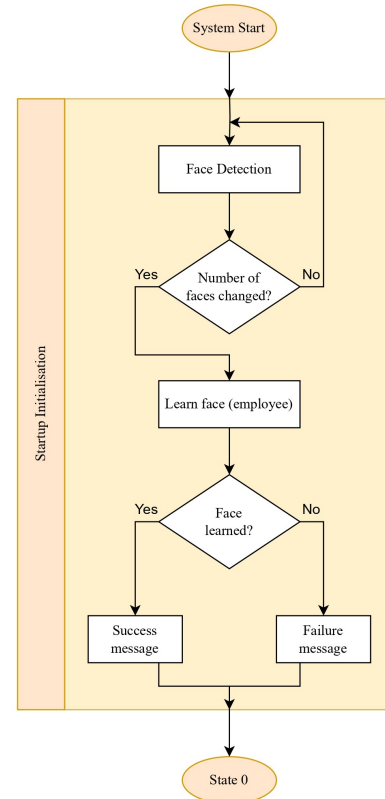 System Start
Startup Initialisation
Face Detection
Number of
faces changed?
Yes
No
Learn face (employee)
Face
learned?
Yes
No
Success
message
Failure
message
State 0